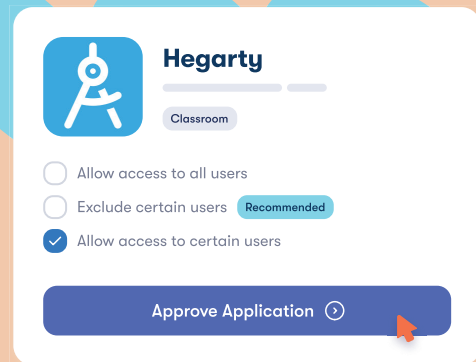 Hegarty
Classroom
Allow access to all users
Exclude certain users Recommended
Allow access to certain users
Approve Application